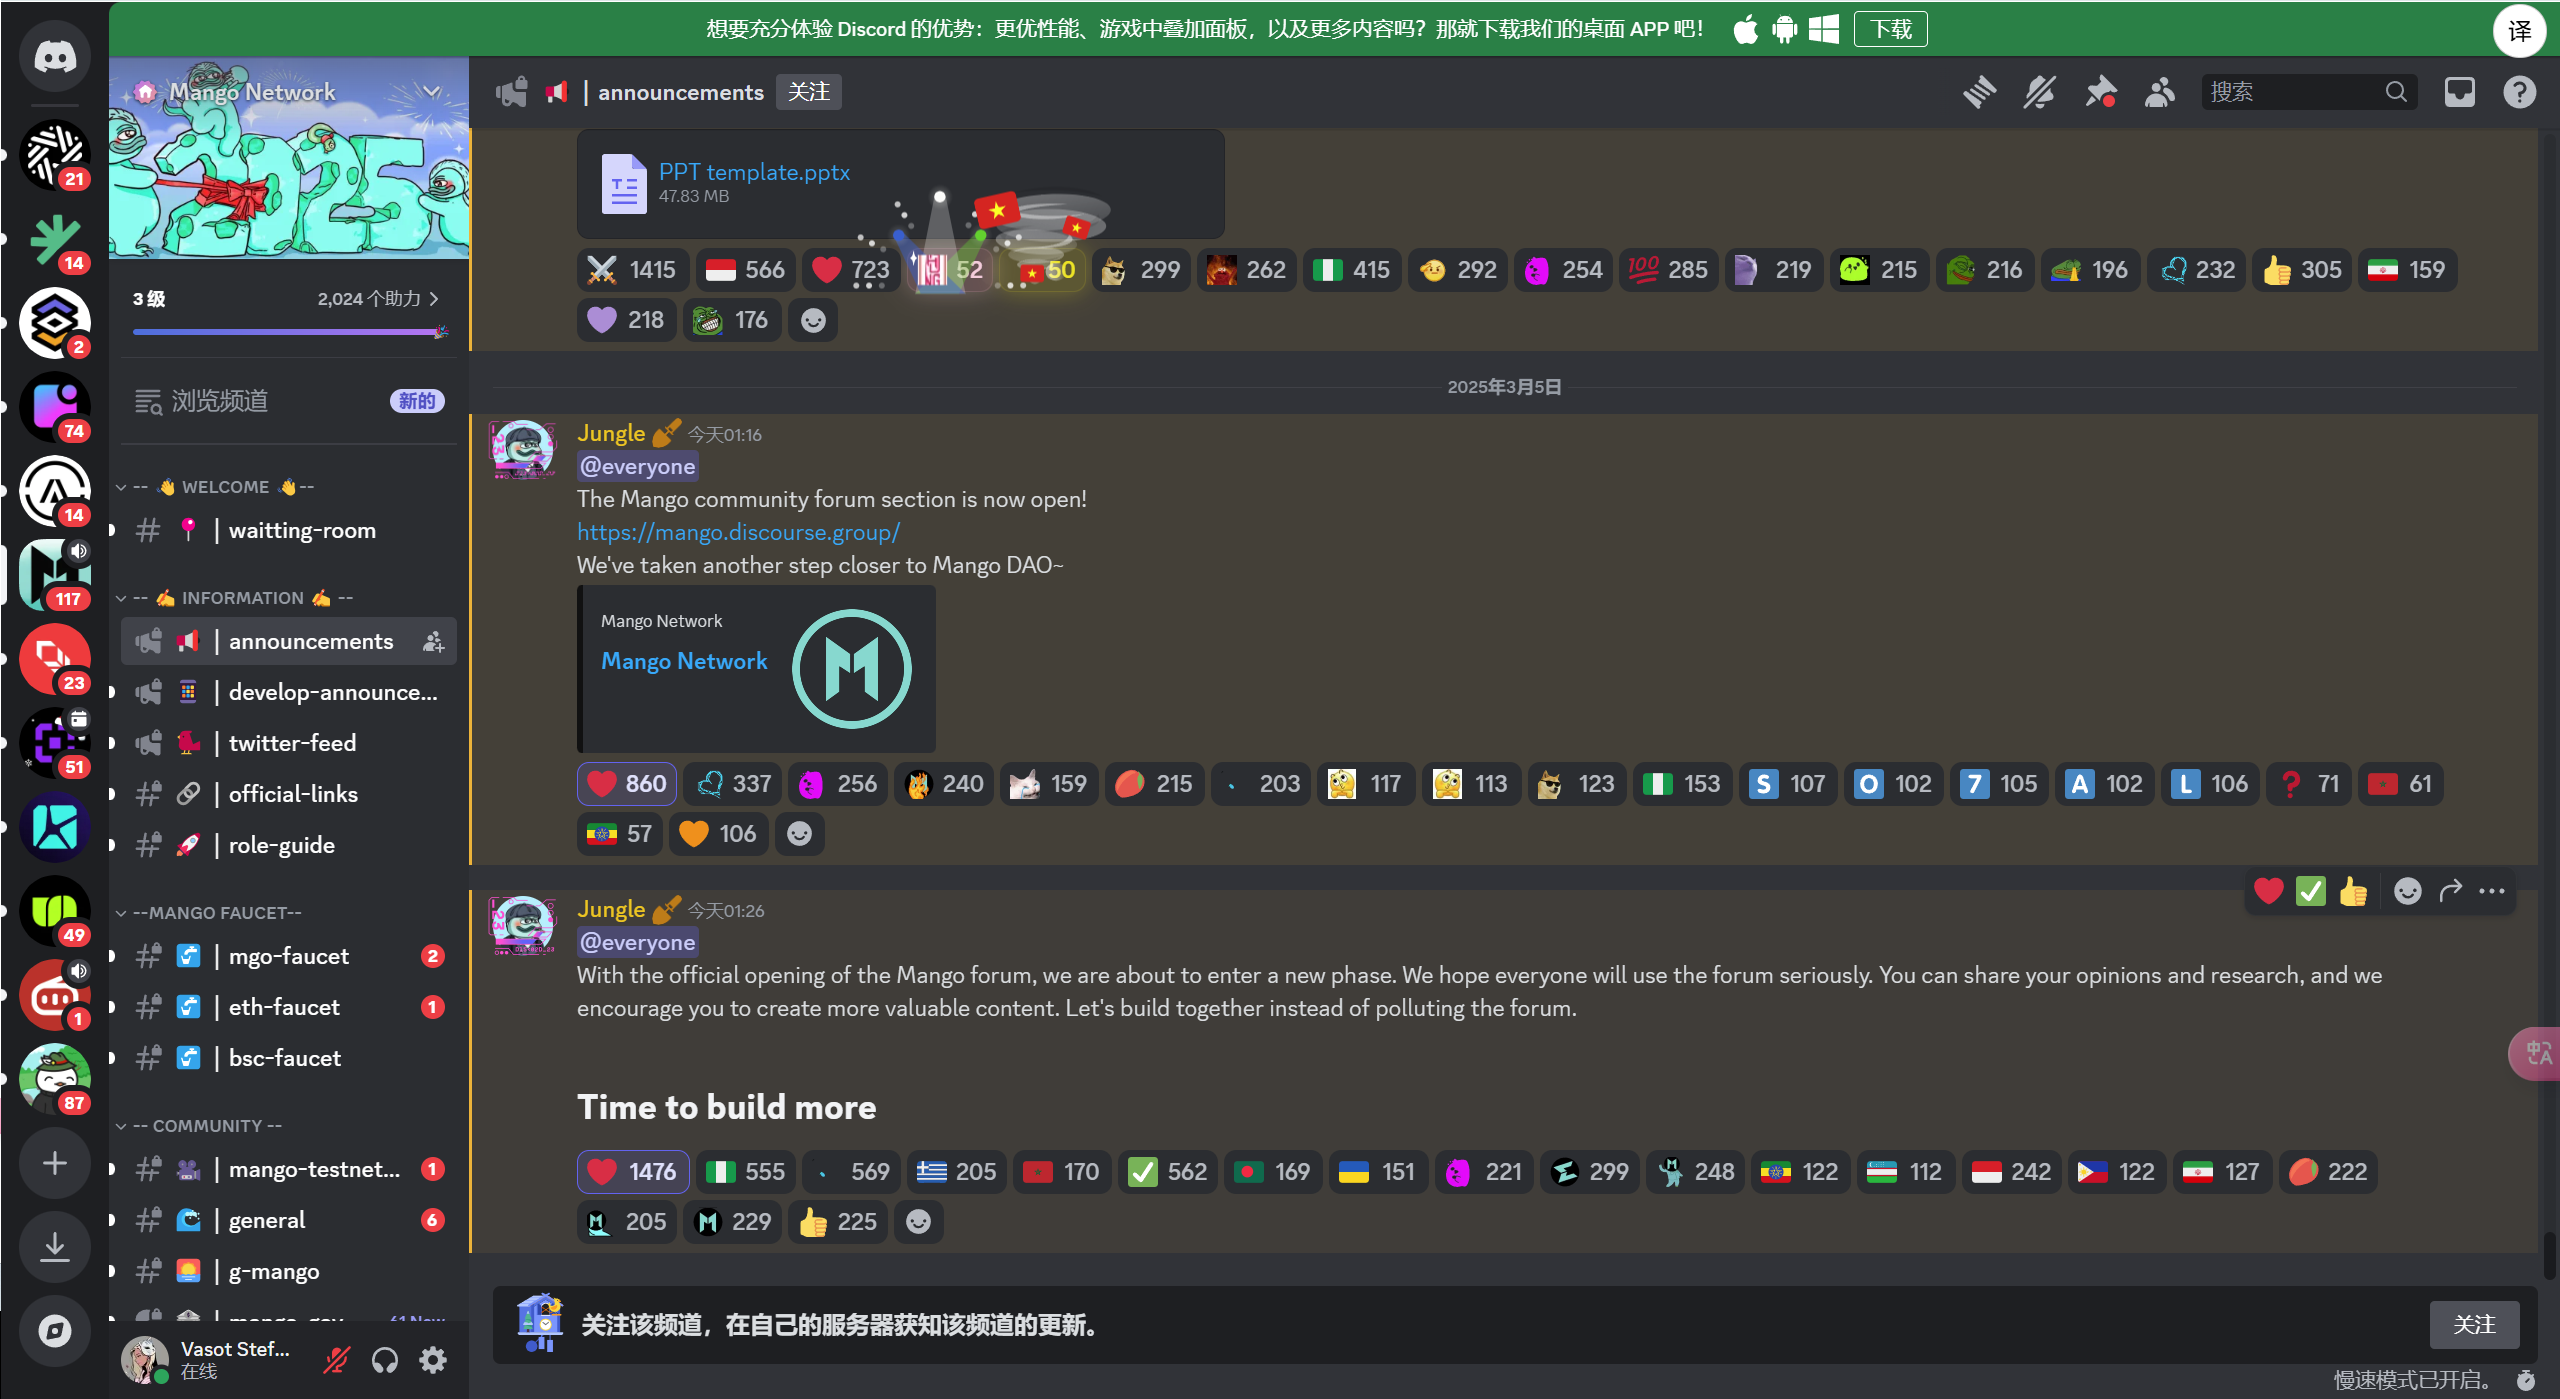 想要充分体验 Discord 的优势：更优性能、游戏中叠加面板，以及更多内容吗？那就下载我们的桌面 APP 吧！ 下载
译
Mango Network
| announcements 关注
搜索
3 级 2,024 个助力
浏览频道 新的
-- WELCOME --
| waitting-room
-- INFORMATION --
| announcements
| develop-announce...
| twitter-feed
| official-links
| role-guide
--MANGO FAUCET--
| mgo-faucet 2
| eth-faucet 1
| bsc-faucet
-- COMMUNITY --
| mango-testnet... 1
| general 6
| g-mango
Vasot Stef...
在线
21
14
2
74
14
117
23
51
49
1
87
PPT template.pptx
47.83 MB
1415 566 723 52 50 299 262 415 292 254 285 219 215 216 196 232 305 159
218 176
2025年3月5日
Jungle 今天01:16
@everyone
The Mango community forum section is now open!
https://mango.discourse.group/
We've taken another step closer to Mango DAO~
Mango Network
Mango Network
860 337 256 240 159 215 203 117 113 123 153 S 107 O 102 7 105 A 102 L 106 ? 71 61
57 106
Jungle 今天01:26
@everyone
With the official opening of the Mango forum, we are about to enter a new phase. We hope everyone will use the forum seriously. You can share your opinions and research, and we
encourage you to create more valuable content. Let's build together instead of polluting the forum.
Time to build more
1476 555 569 205 170 562 169 151 221 299 248 122 112 242 122 127 222
205 229 225
关注该频道，在自己的服务器获知该频道的更新。 关注
慢速模式已开启。